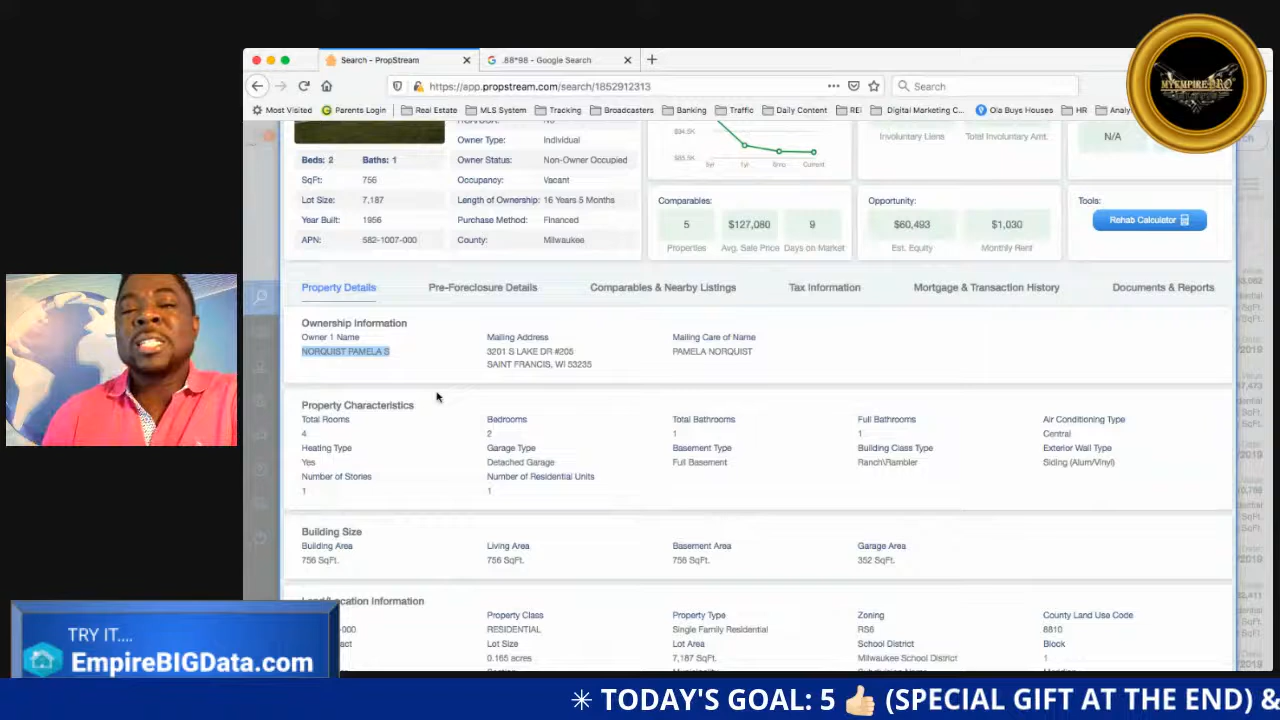 Search - PropStream
.88*98 - Google Search
https://app.propstream.com/search/1852912313
Search
Most Visited
Parents Login
Real Estate
MLS System
Tracking
Broadcasters
Banking
Traffic
Daily Content
REI
Digital Marketing C...
Ola Buys Houses
HR
MYEMPIREPRO
Owner Type: Individual
Beds: 2 Baths: 1
Owner Status: Non-Owner Occupied
SqFt: 756
Occupancy: Vacant
Lot Size: 7,187
Length of Ownership: 16 Years 5 Months
Year Built: 1956
Purchase Method: Financed
APN: 582-1007-000
County: Milwaukee
Involuntary Liens
Total Involuntary Amt.
N/A
Comparables:
5 $127,080 9
Properties Avg. Sale Price Days on Market
Opportunity:
$60,493 $1,030
Est. Equity Monthly Rent
Tools:
Rehab Calculator
Property Details
Pre-Foreclosure Details
Comparables & Nearby Listings
Tax Information
Mortgage & Transaction History
Documents & Reports
Ownership Information
Owner 1 Name Mailing Address Mailing Care of Name
NORQUIST PAMELA S 3201 S LAKE DR #205 PAMELA NORQUIST
SAINT FRANCIS, WI 53235
Property Characteristics
Total Rooms Bedrooms Total Bathrooms Full Bathrooms Air Conditioning Type
4 2 1 1 Central
Heating Type Garage Type Basement Type Building Class Type Exterior Wall Type
Yes Detached Garage Full Basement Ranch\Rambler Siding (Alum/Vinyl)
Number of Stories Number of Residential Units
1 1
Building Size
Building Area Living Area Basement Area Garage Area
756 SqFt. 756 SqFt. 756 SqFt. 352 SqFt.
Land/Location Information
Property Class Property Type Zoning County Land Use Code
RESIDENTIAL Single Family Residential RS6 8810
Lot Size Lot Area School District Block
0.165 acres 7,187 SqFt. Milwaukee School District 1
TRY IT....
EmpireBIGData.com
TODAY'S GOAL: 5 👍🏻 (SPECIAL GIFT AT THE END) &